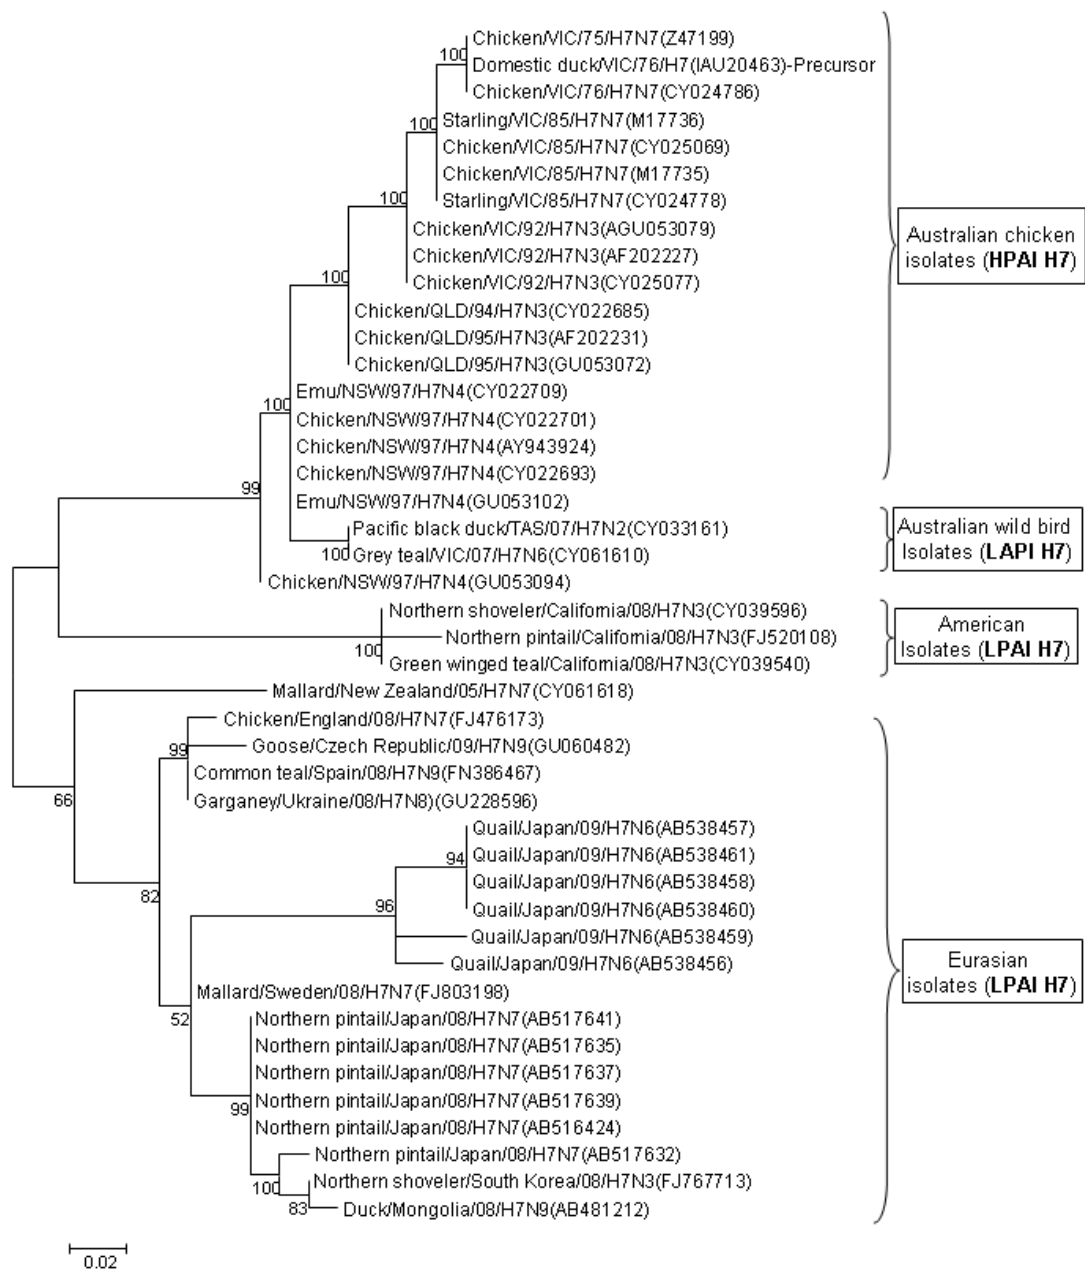 100
Chicken/VIC/75/H7N7(Z47199)
Domestic duck/VIC/76/H7(IAU20463)-Precursor
Chicken/VIC/76/H7N7(CY024786)
100
Starling/VIC/85/H7N7(M17736)
Chicken/VIC/85/H7N7(CY025069)
Chicken/VIC/85/H7N7(M17735)
Starling/VIC/85/H7N7(CY024778)
100
Chicken/VIC/92/H7N3(AGU053079)
Chicken/VIC/92/H7N3(AF202227)
Chicken/VIC/92/H7N3(CY025077)
100
Chicken/QLD/94/H7N3(CY022685)
Chicken/QLD/95/H7N3(AF202231)
Chicken/QLD/95/H7N3(GU053072)
Emu/NSW/97/H7N4(CY022709)
100
Chicken/NSW/97/H7N4(CY022701)
Chicken/NSW/97/H7N4(AY943924)
Chicken/NSW/97/H7N4(CY022693)
99
Emu/NSW/97/H7N4(GU053102)
Pacific black duck/TAS/07/H7N2(CY033161)
100
Grey teal/VIC/07/H7N6(CY061610)
Chicken/NSW/97/H7N4(GU053094)
Northern shoveler/California/08/H7N3(CY039596)
Northern pintail/California/08/H7N3(FJ520108)
100
Green winged teal/California/08/H7N3(CY039540)
Mallard/New Zealand/05/H7N7(CY061618)
Chicken/England/08/H7N7(FJ476173)
99
Goose/Czech Republic/09/H7N9(GU060482)
Common teal/Spain/08/H7N9(FN386467)
66
Garganey/Ukraine/08/H7N8)(GU228596)
Quail/Japan/09/H7N6(AB538457)
94
Quail/Japan/09/H7N6(AB538461)
Quail/Japan/09/H7N6(AB538458)
82
96
Quail/Japan/09/H7N6(AB538460)
Quail/Japan/09/H7N6(AB538459)
Quail/Japan/09/H7N6(AB538456)
Mallard/Sweden/08/H7N7(FJ803198)
52
Northern pintail/Japan/08/H7N7(AB517641)
Northern pintail/Japan/08/H7N7(AB517635)
Northern pintail/Japan/08/H7N7(AB517637)
99
Northern pintail/Japan/08/H7N7(AB517639)
Northern pintail/Japan/08/H7N7(AB516424)
Northern pintail/Japan/08/H7N7(AB517632)
100
Northern shoveler/South Korea/08/H7N3(FJ767713)
83
Duck/Mongolia/08/H7N9(AB481212)
0.02
Australian chicken
isolates (HPAI H7)
Australian wild bird
Isolates (LAPI H7)
American
Isolates (LPAI H7)
Eurasian
isolates (LPAI H7)